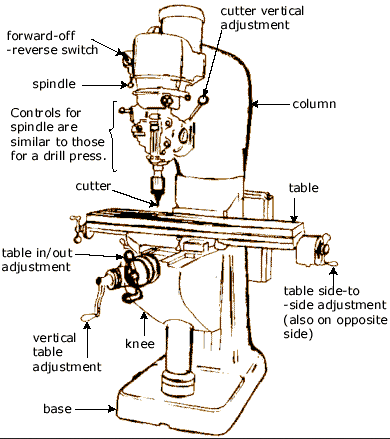 forward-off
-reverse switch
cutter vertical
adjustment
spindle
column
Controls for
spindle are
similar to those
for a drill press.
cutter
table
table in/out
adjustment
table side-to
-side adjustment
(also on opposite
side)
vertical
table
adjustment
knee
base